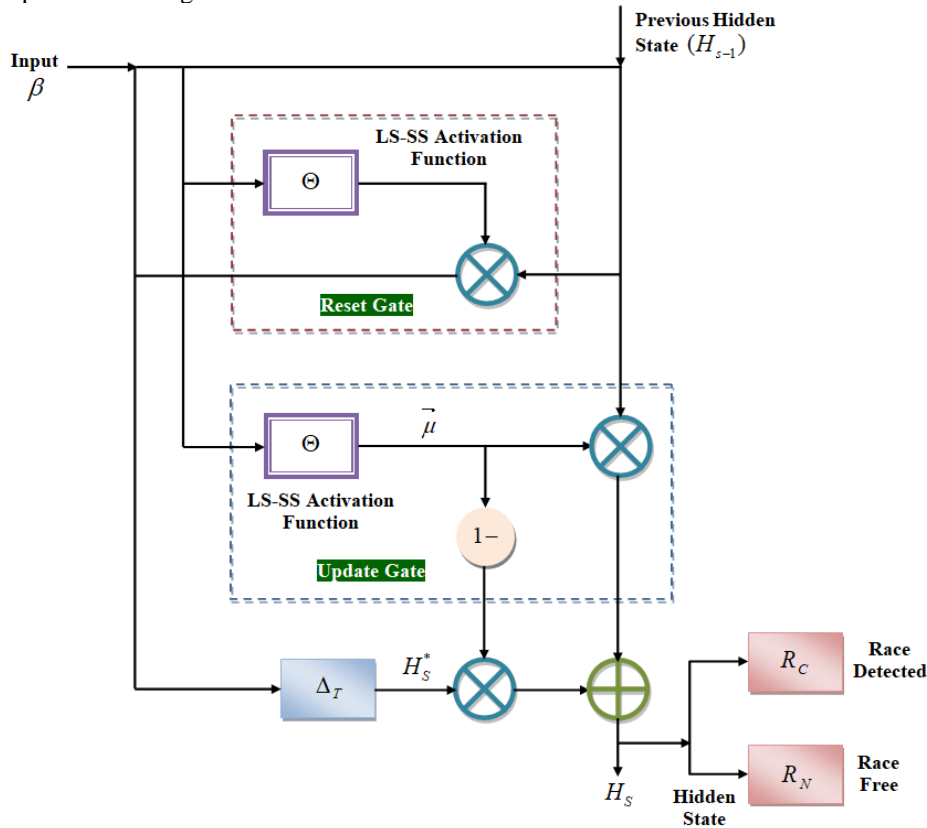 Previous Hidden
State (H_{s-1})
Input
β
LS-SS Activation
Function
Θ
Reset Gate
Θ
μ⃗
LS-SS Activation
Function
1−
Update Gate
Δ_T
H_S^*
R_C
Race
Detected
H_S
Hidden
State
R_N
Race
Free